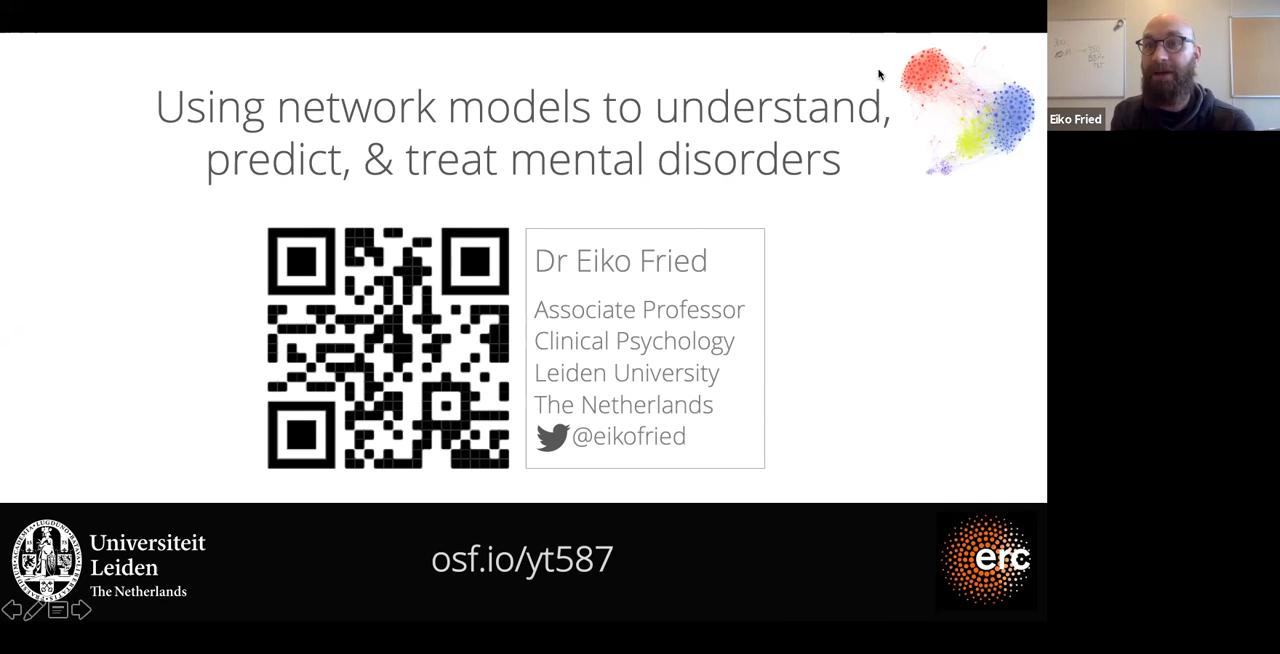 Using network models to understand,
predict, & treat mental disorders
Dr Eiko Fried
Associate Professor
Clinical Psychology
Leiden University
The Netherlands
@eikofried
Eiko Fried
Universiteit
Leiden
The Netherlands
osf.io/yt587
erc